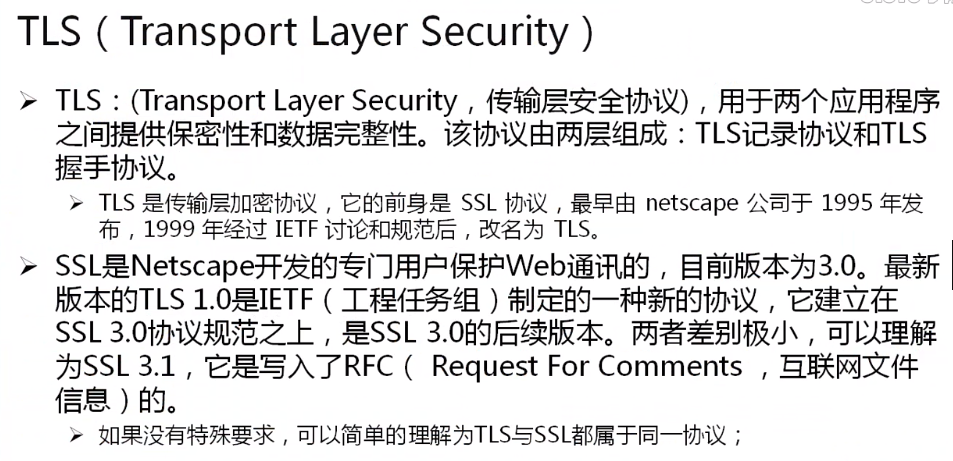 TLS（Transport Layer Security）
➢ TLS：(Transport Layer Security，传输层安全协议)，用于两个应用程序
之间提供保密性和数据完整性。该协议由两层组成：TLS记录协议和TLS
握手协议。
➢ TLS 是传输层加密协议，它的前身是 SSL 协议，最早由 netscape 公司于 1995 年发
布，1999 年经过 IETF 讨论和规范后，改名为 TLS。
➢ SSL是Netscape开发的专门用户保护Web通讯的，目前版本为3.0。最新
版本的TLS 1.0是IETF（工程任务组）制定的一种新的协议，它建立在
SSL 3.0协议规范之上，是SSL 3.0的后续版本。两者差别极小，可以理解
为SSL 3.1，它是写入了RFC（ Request For Comments ，互联网文件
信息）的。
➢ 如果没有特殊要求，可以简单的理解为TLS与SSL都属于同一协议；